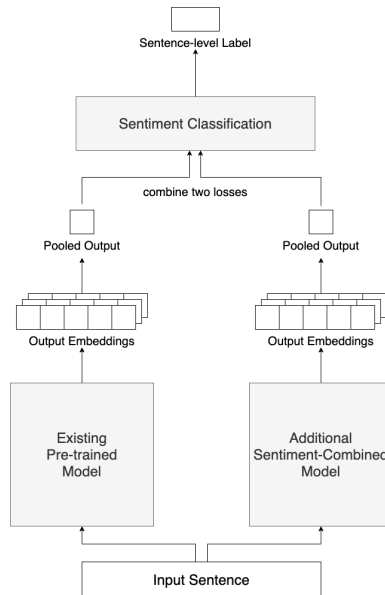 Sentence-level Label
Sentiment Classification
combine two losses
Pooled Output
Pooled Output
Output Embeddings
Output Embeddings
Existing
Pre-trained
Model
Additional
Sentiment-Combined
Model
Input Sentence